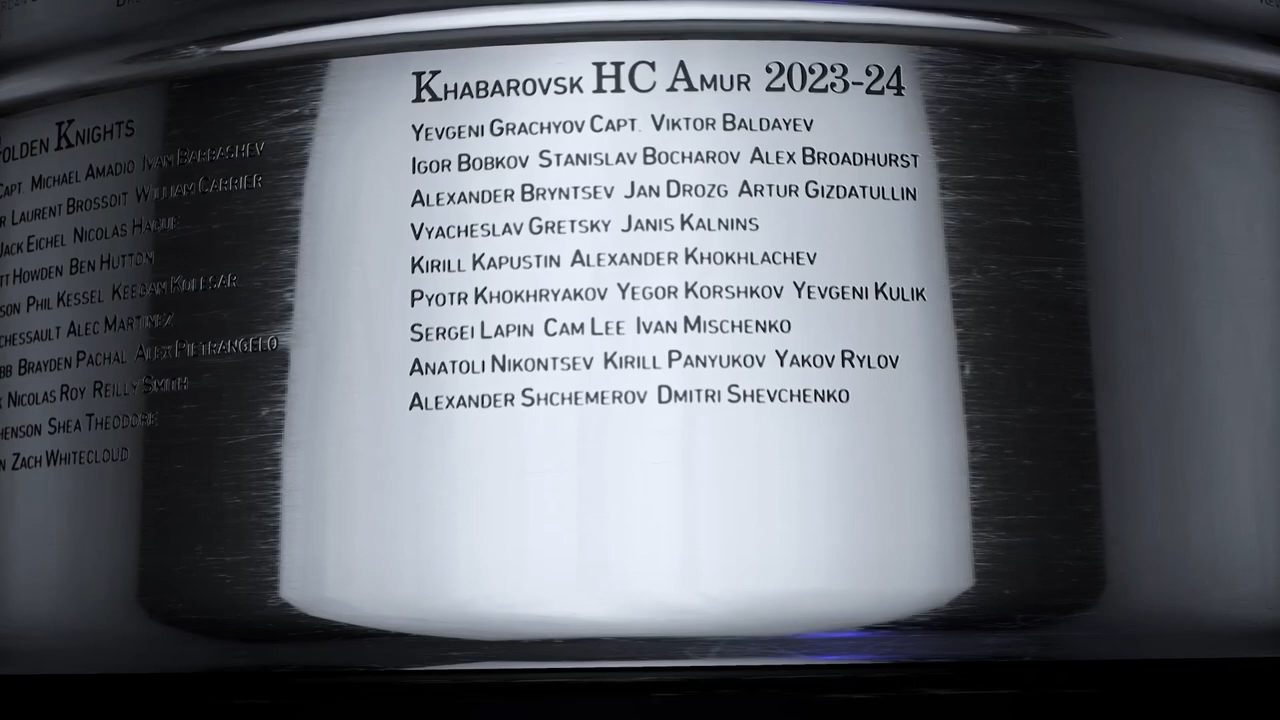 Khabarovsk HC Amur 2023-24
Yevgeni Grachyov Capt. Viktor Baldayev
Igor Bobkov Stanislav Bocharov Alex Broadhurst
Alexander Bryntsev Jan Drozg Artur Gizdatullin
Vyacheslav Gretsky Janis Kalnins
Kirill Kapustin Alexander Khokhlachev
Pyotr Khokhryakov Yegor Korshkov Yevgeni Kulik
Sergei Lapin Cam Lee Ivan Mischenko
Anatoli Nikontsev Kirill Panyukov Yakov Rylov
Alexander Shchemerov Dmitri Shevchenko
Knights
Capt. Michael Amadio Ivan Barbashev
Laurent Brossoit William Carrier
Jack Eichel Nicolas Hague
Howden Ben Hutton
Phil Kessel Keegan Kolesar
Alec Martinez
Brayden Pachal Alex Pietrangelo
Nicolas Roy Reilly Smith
Shea Theodore
Zach Whitecloud